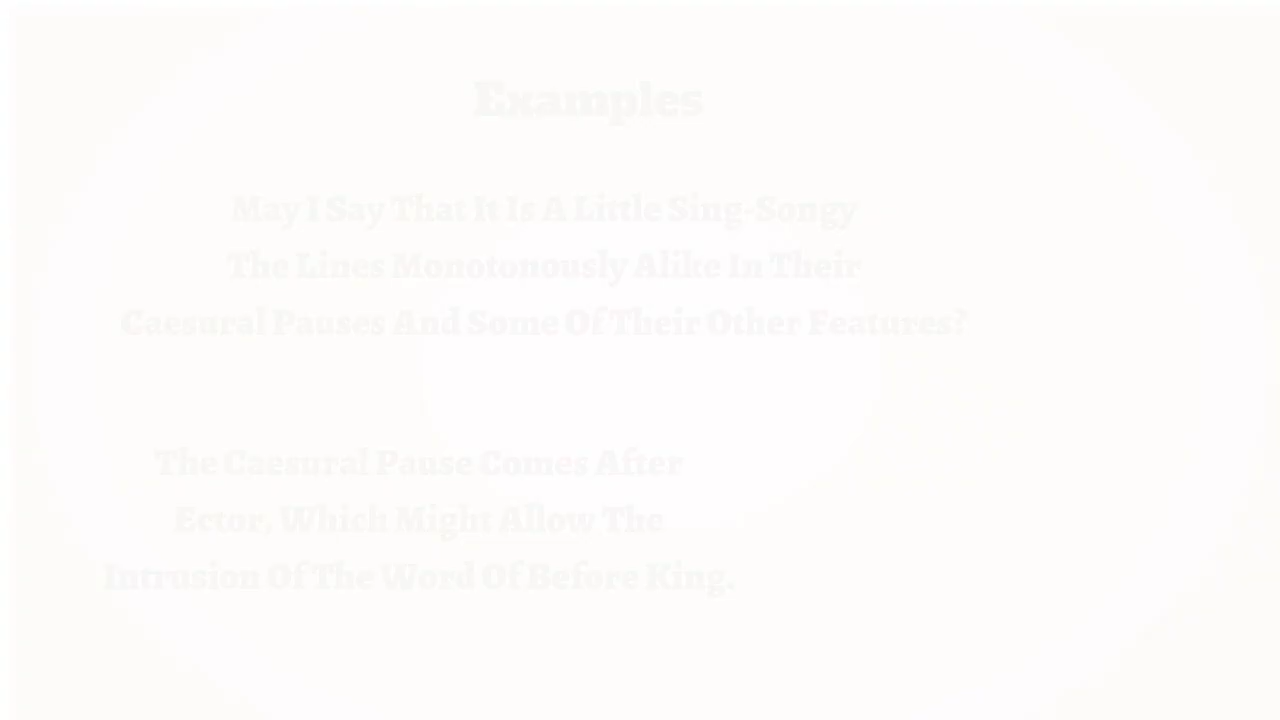 Examples
May I Say That It Is A Little Sing-Songy
The Lines Monotonously Alike In Their
Caesural Pauses And Some Of Their Other Features?
The Caesural Pause Comes After
Ector, Which Might Allow The
Intrusion Of The Word Of Before King.